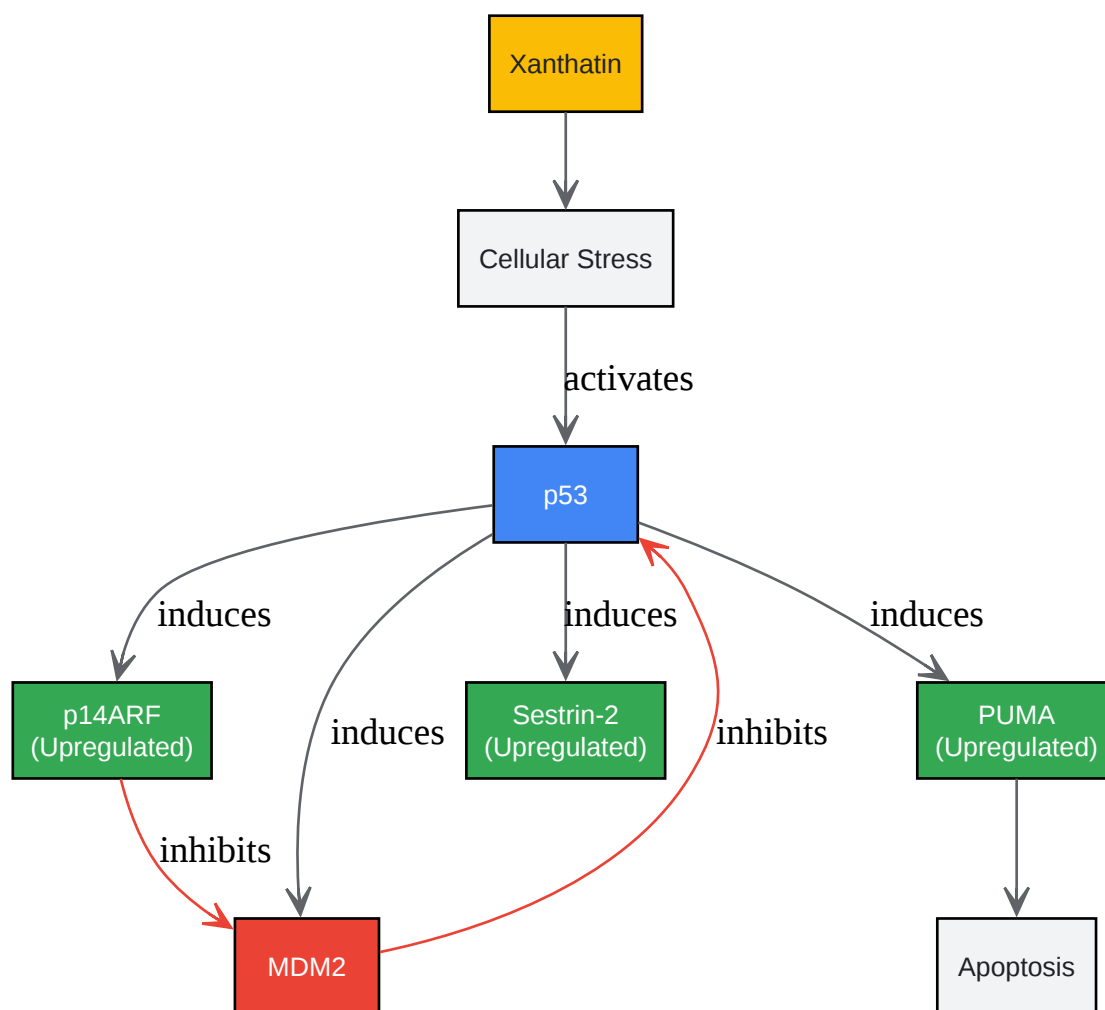 Xanthatin
Cellular Stress
activates
p53
induces
induces
induces
p14ARF
(Upregulated)
induces
Sestrin-2
(Upregulated)
inhibits
PUMA
(Upregulated)
inhibits
MDM2
Apoptosis